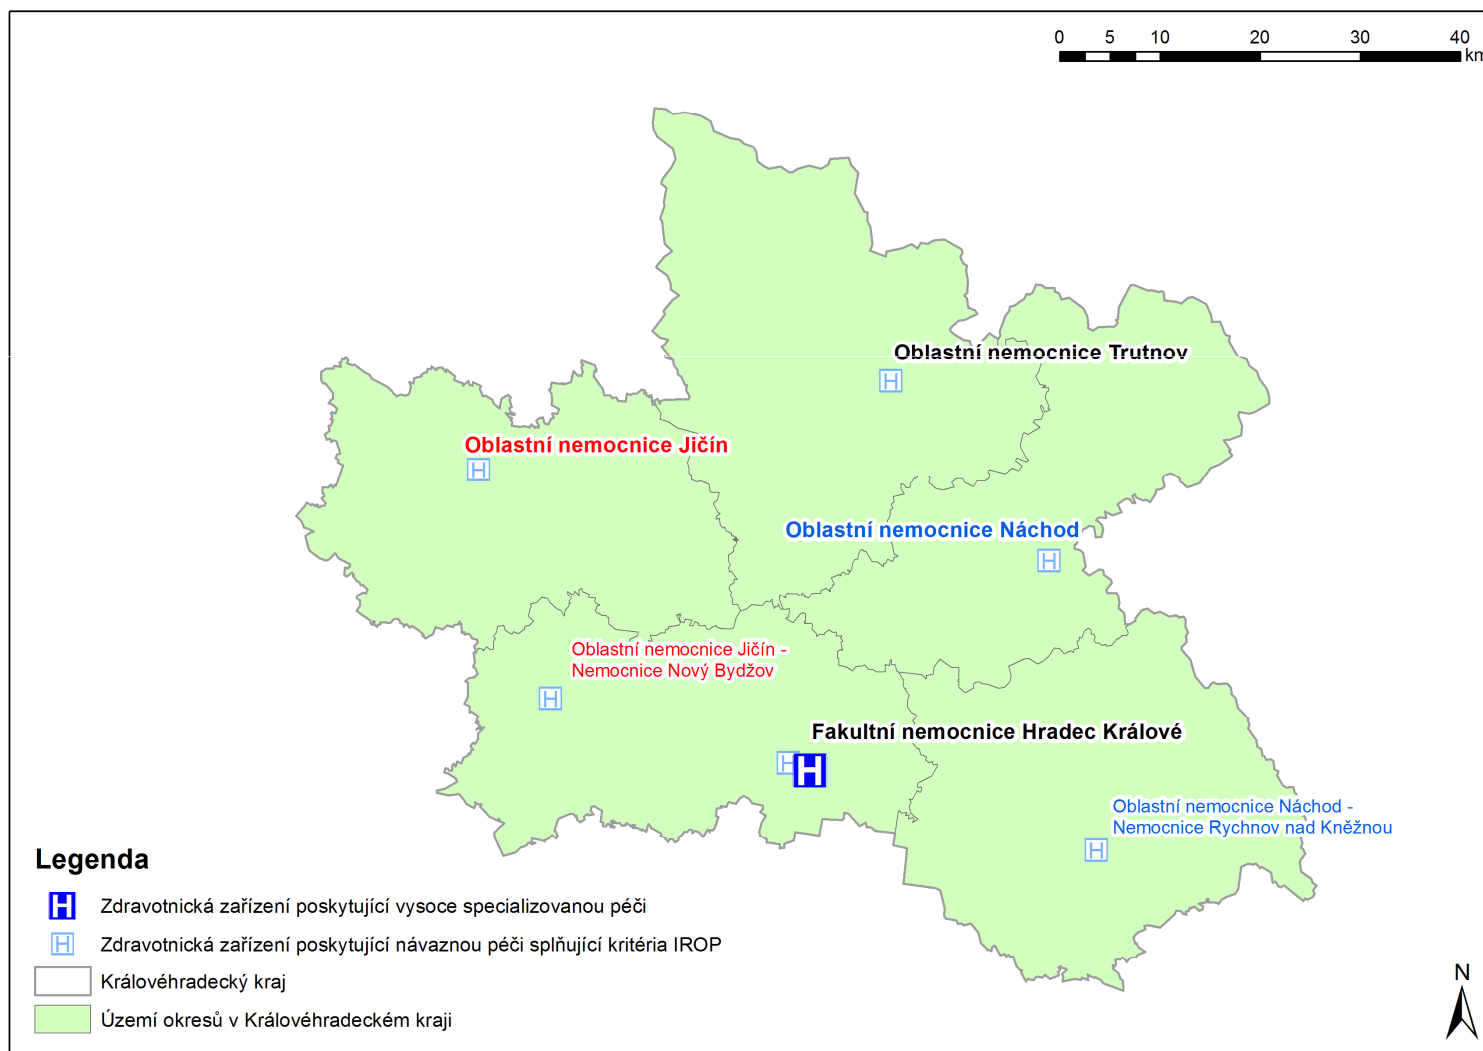 0 5 10 20 30 40
km
Oblastní nemocnice Trutnov
H
Oblastní nemocnice Jičín
H
Oblastní nemocnice Náchod
H
Oblastní nemocnice Jičín -
Nemocnice Nový Bydžov
H
Fakultní nemocnice Hradec Králové
H H
Oblastní nemocnice Náchod -
Nemocnice Rychnov nad Kněžnou
H
Legenda
H Zdravotnická zařízení poskytující vysoce specializovanou péči
H Zdravotnická zařízení poskytující návaznou péči splňující kritéria IROP
Královéhradecký kraj
Území okresů v Královéhradeckém kraji
N